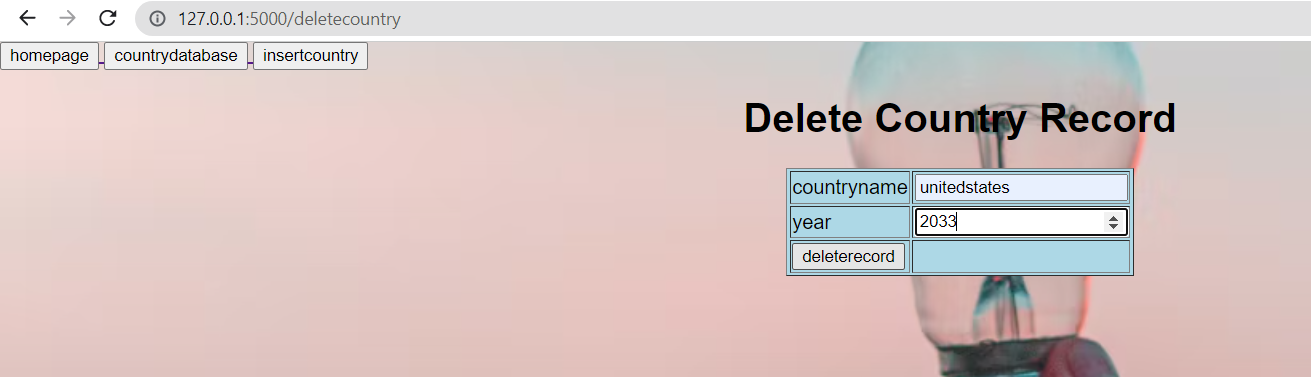 127.0.0.1:5000/deletecountry
homepage countrydatabase insertcountry
Delete Country Record
countryname unitedstates
year 2033
deleterecord